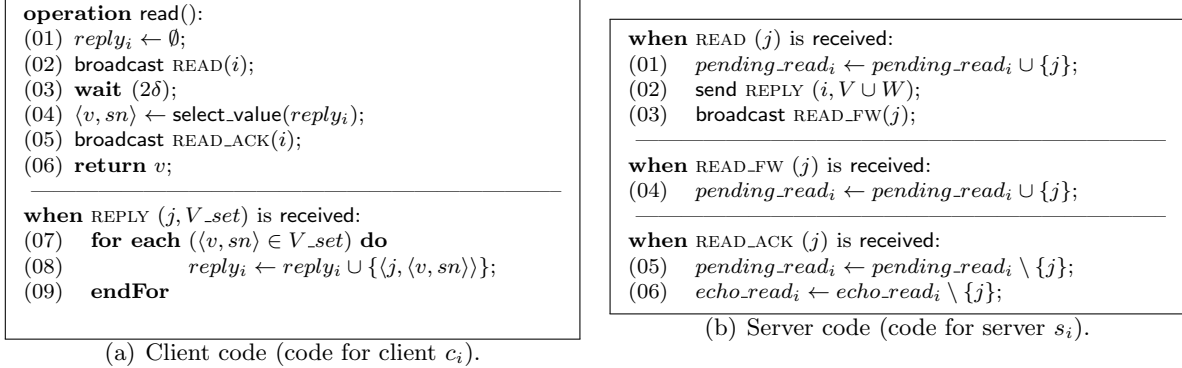 operation read():
(01) reply_i ← ∅;
(02) broadcast READ(i);
(03) wait (2δ);
(04) ⟨v, sn⟩ ← select_value(reply_i);
(05) broadcast READ_ACK(i);
(06) return v;
when REPLY (j, V_set) is received:
(07) for each (⟨v, sn⟩ ∈ V_set) do
(08) reply_i ← reply_i ∪ {⟨j, ⟨v, sn⟩⟩};
(09) endFor
(a) Client code (code for client c_i).
when READ (j) is received:
(01) pending_read_i ← pending_read_i ∪ {j};
(02) send REPLY (i, V ∪ W);
(03) broadcast READ_FW(j);
when READ_FW (j) is received:
(04) pending_read_i ← pending_read_i ∪ {j};
when READ_ACK (j) is received:
(05) pending_read_i ← pending_read_i \ {j};
(06) echo_read_i ← echo_read_i \ {j};
(b) Server code (code for server s_i).